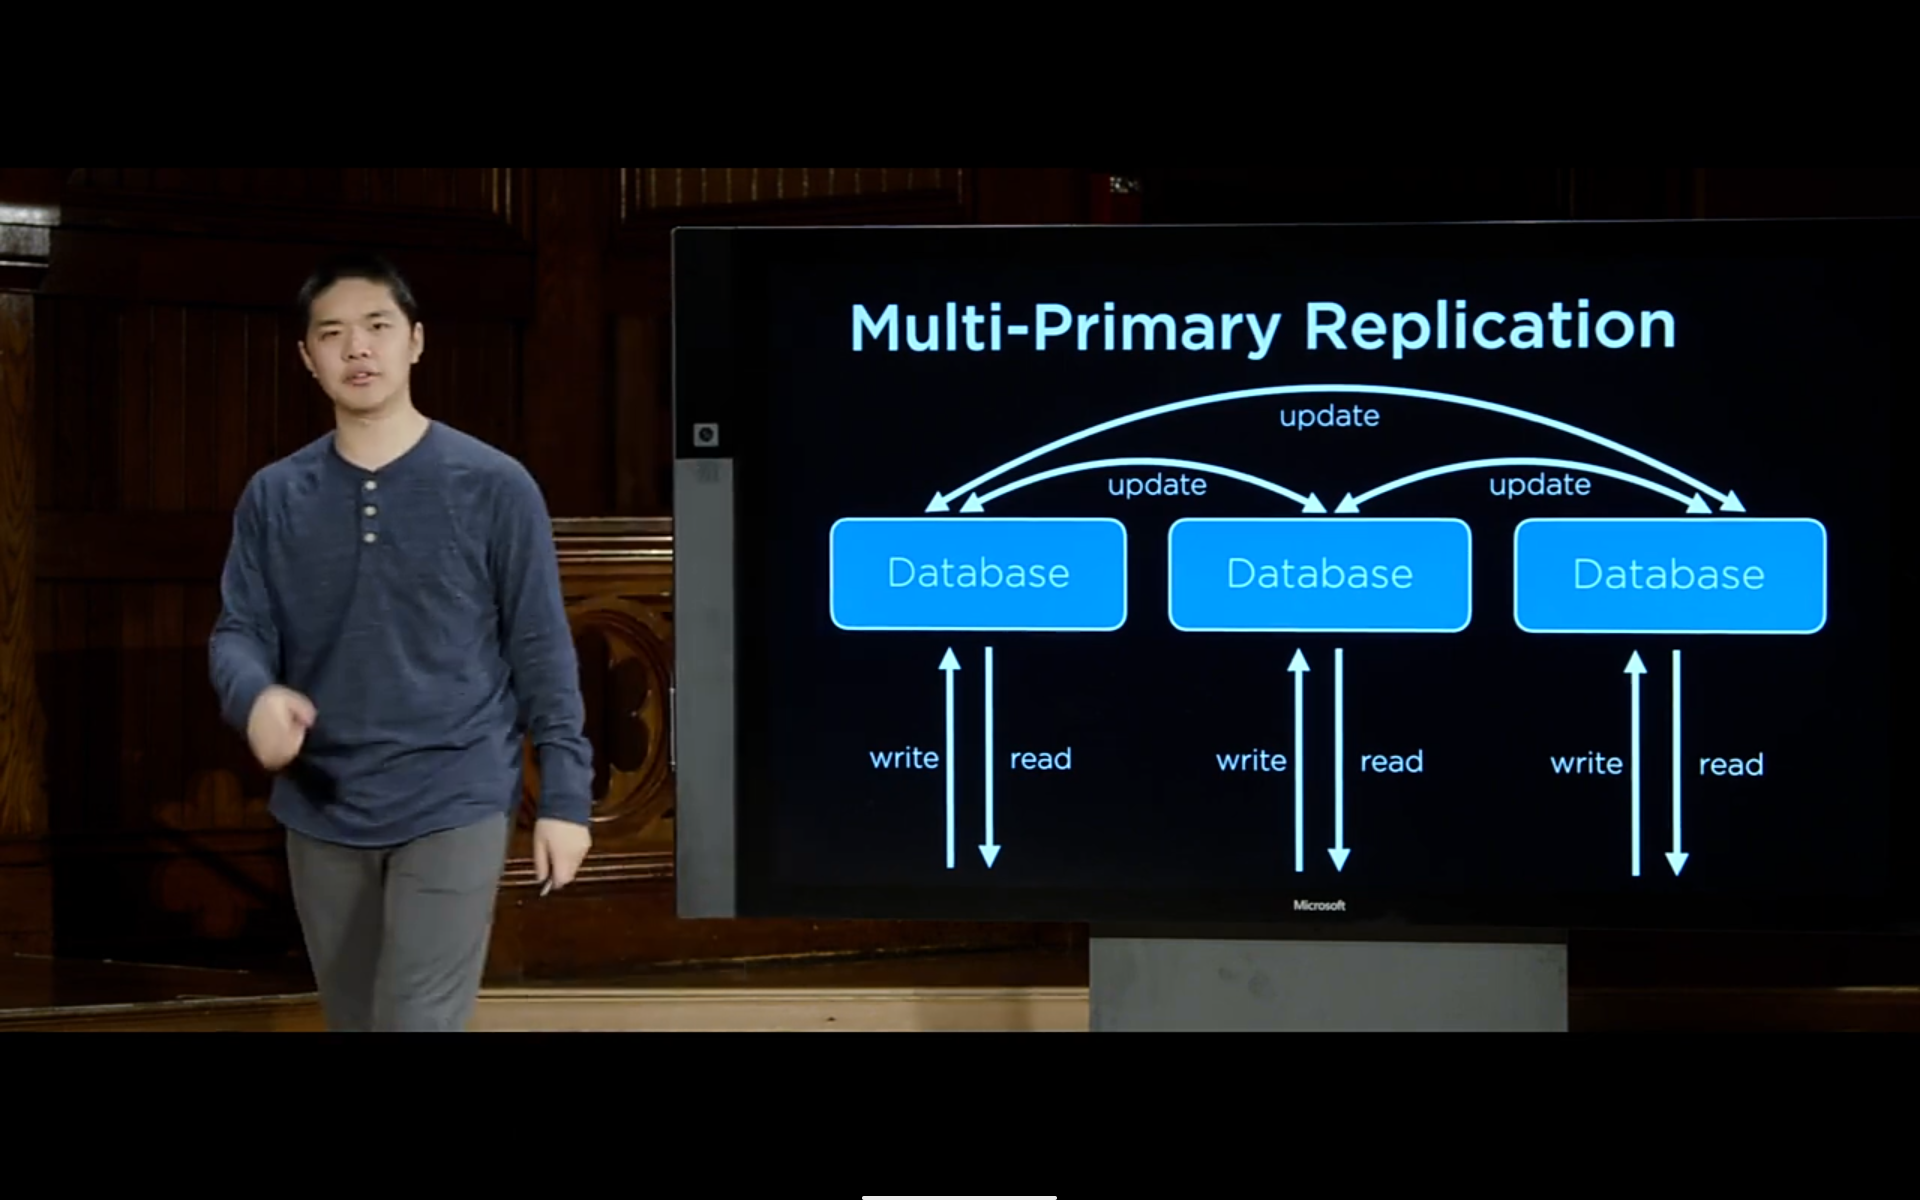 Multi-Primary Replication
update
update
update
Database
Database
Database
write
read
write
read
write
read
Microsoft